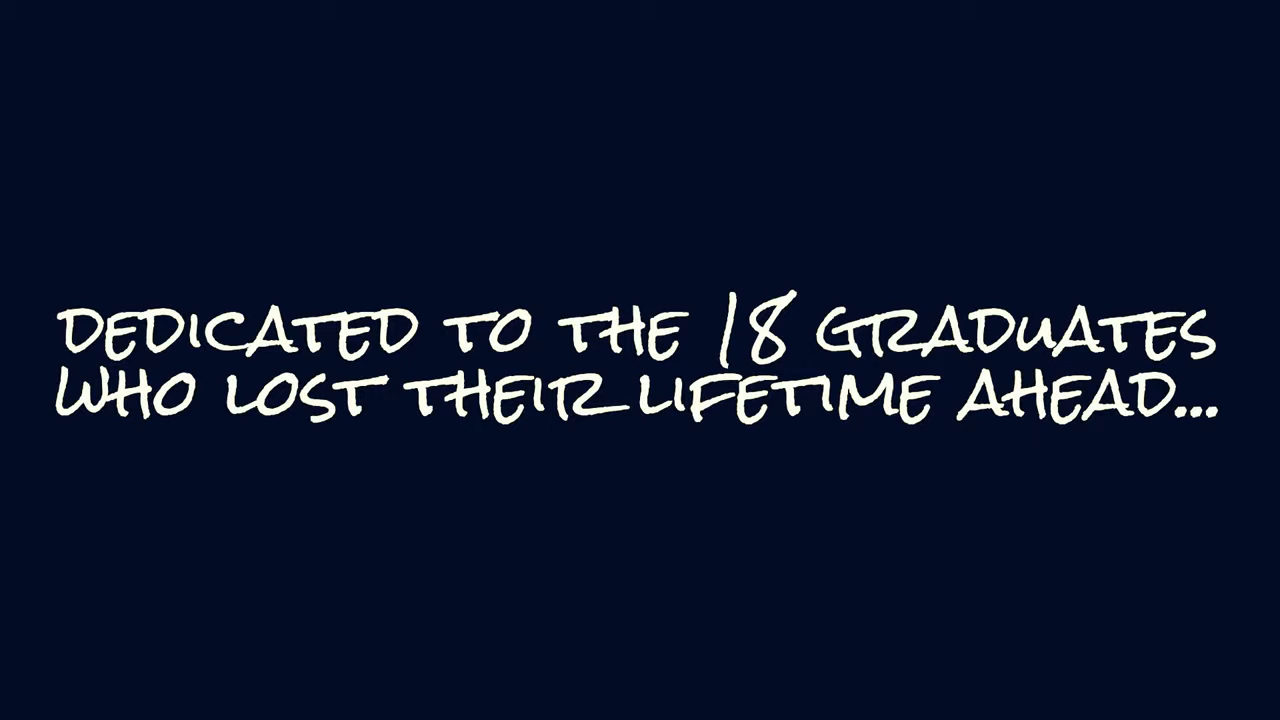 DEDICATED TO THE 18 GRADUATES
WHO LOST THEIR LIFETIME AHEAD...